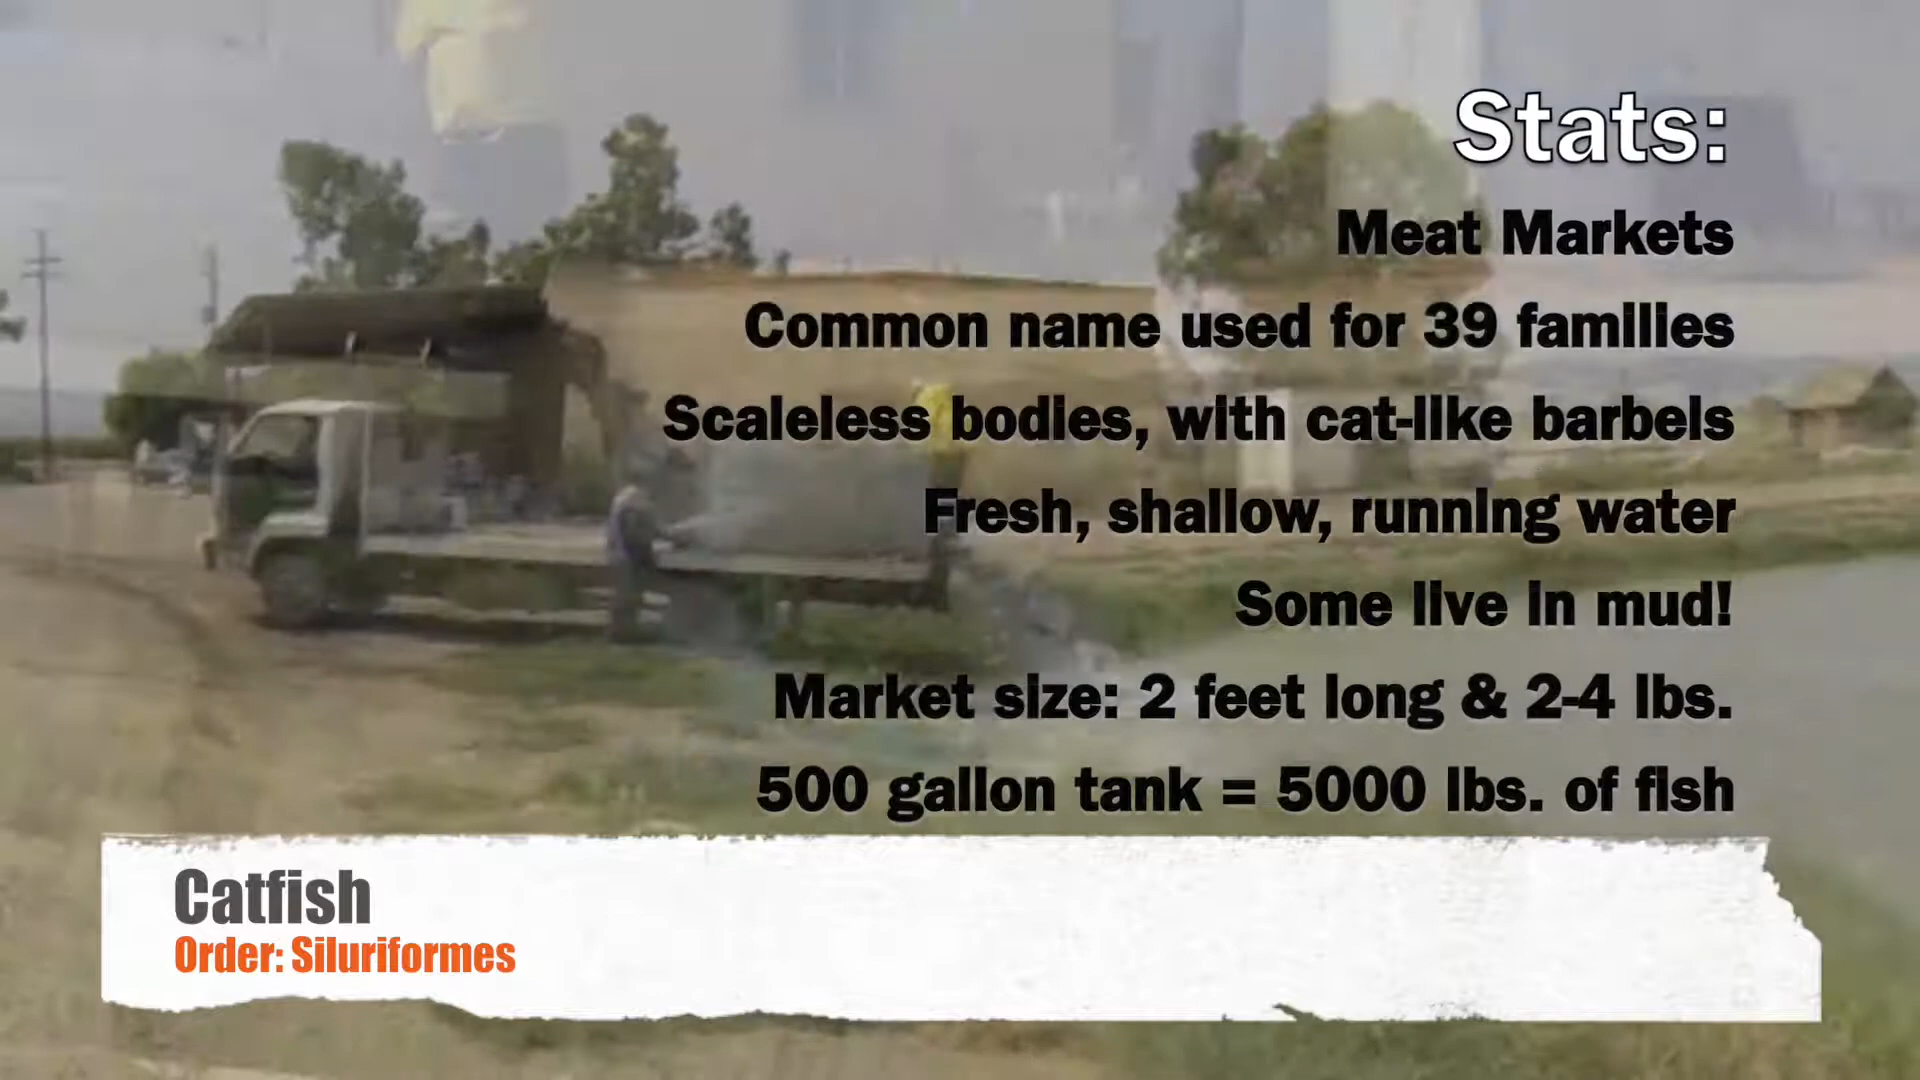 Stats:
Meat Markets
Common name used for 39 families
Scaleless bodies, with cat-like barbels
Fresh, shallow, running water
Some live in mud!
Market size: 2 feet long & 2-4 lbs.
500 gallon tank = 5000 lbs. of fish
Catfish
Order: Siluriformes